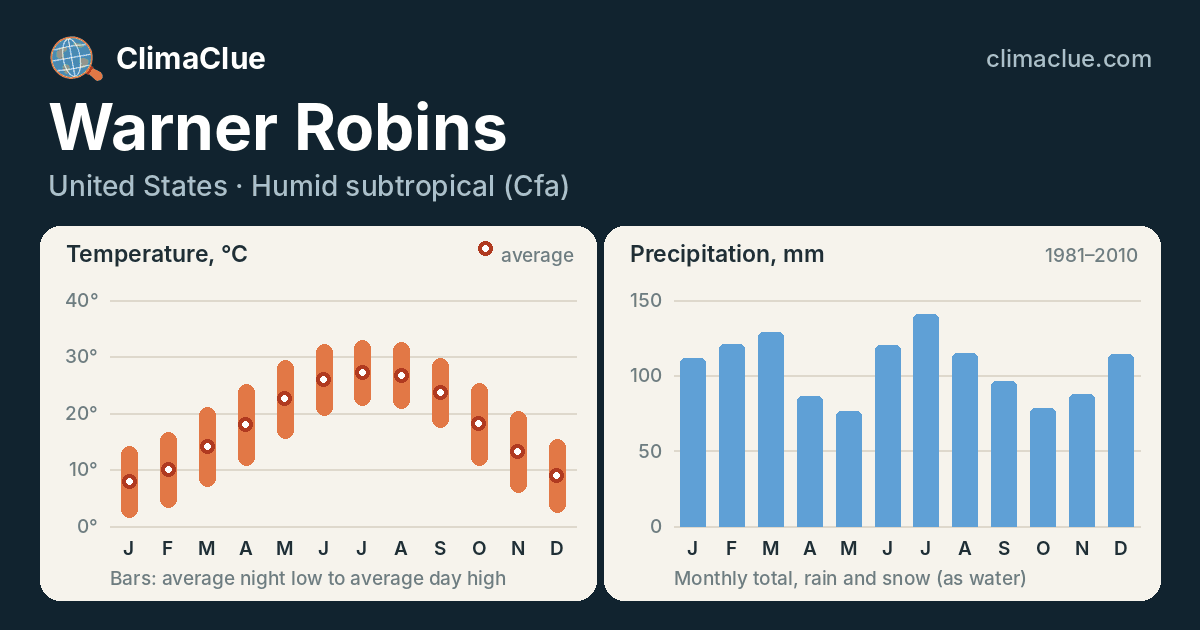 ClimaClue
climaclue.com
Warner Robins
United States · Humid subtropical (Cfa)
Temperature, °C
average
40°
30°
20°
10°
0°
J F M A M J J A S O N D
Bars: average night low to average day high
Precipitation, mm
1981–2010
150
100
50
0
J F M A M J J A S O N D
Monthly total, rain and snow (as water)